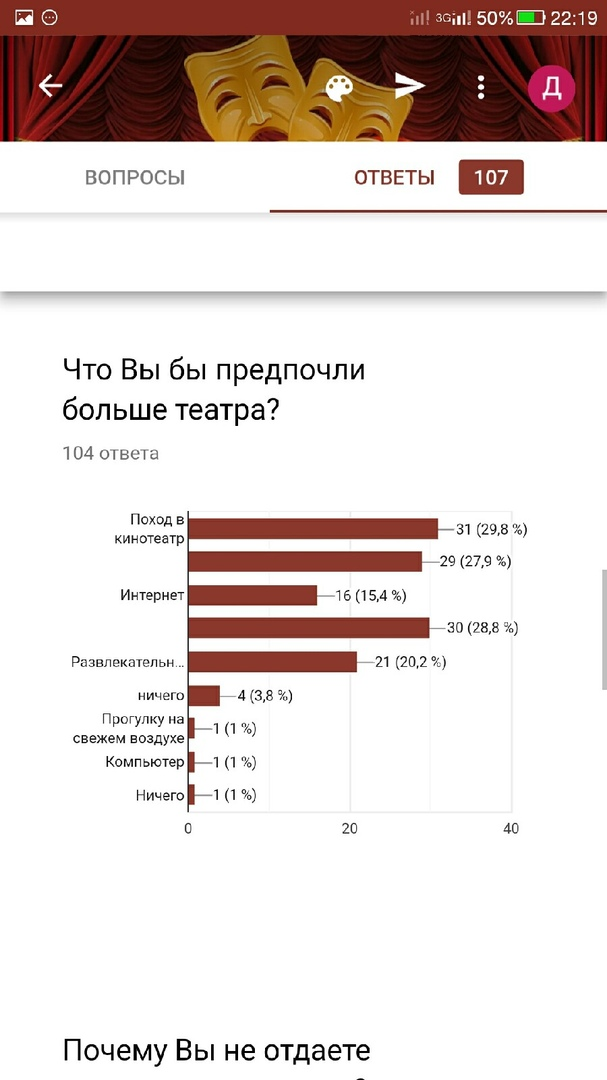 3G 50% 22:19
Д
ВОПРОСЫ ОТВЕТЫ 107
Что Вы бы предпочли
больше театра?
104 ответа
Поход в
кинотеатр
31 (29,8 %)
29 (27,9 %)
Интернет 16 (15,4 %)
30 (28,8 %)
Развлекательн... 21 (20,2 %)
ничего 4 (3,8 %)
Прогулку на
свежем воздухе
1 (1 %)
Компьютер 1 (1 %)
Ничего 1 (1 %)
0 20 40
Почему Вы не отдаете